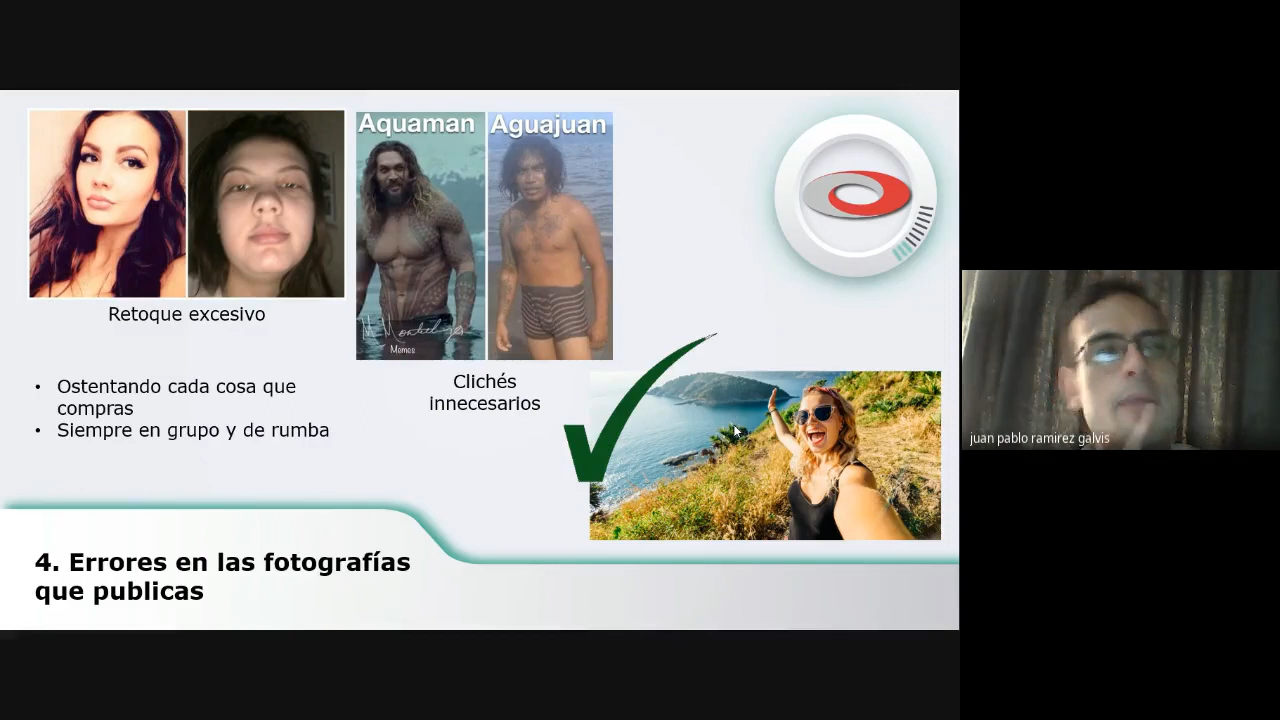 Aquaman
Aguajuan
Memes
Retoque excesivo
Clichés
innecesarios
• Ostentando cada cosa que
compras
• Siempre en grupo y de rumba
4. Errores en las fotografías
que publicas
juan pablo ramirez galvis